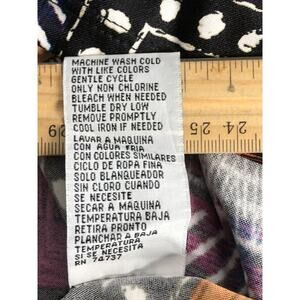 MACHINE WASH COLD
WITH LIKE COLORS
GENTLE CYCLE
ONLY NON CHLORINE
BLEACH WHEN NEEDED
TUMBLE DRY LOW
REMOVE PROMPTLY
COOL IRON IF NEEDED
LAVAR A MAQUINA
CON AGUA FRIA
CON COLORES SIMILARES
CICLO DE ROPA FINA
SOLO BLANQUEADOR
SIN CLORO CUANDO
SE NECESITE
SECAR A MAQUINA
TEMPERATURA BAJA
RETIRA PRONTO
PLANCHAR A BAJA
TEMPERATURA
SI SE NECESITA
RN 74737
24 25